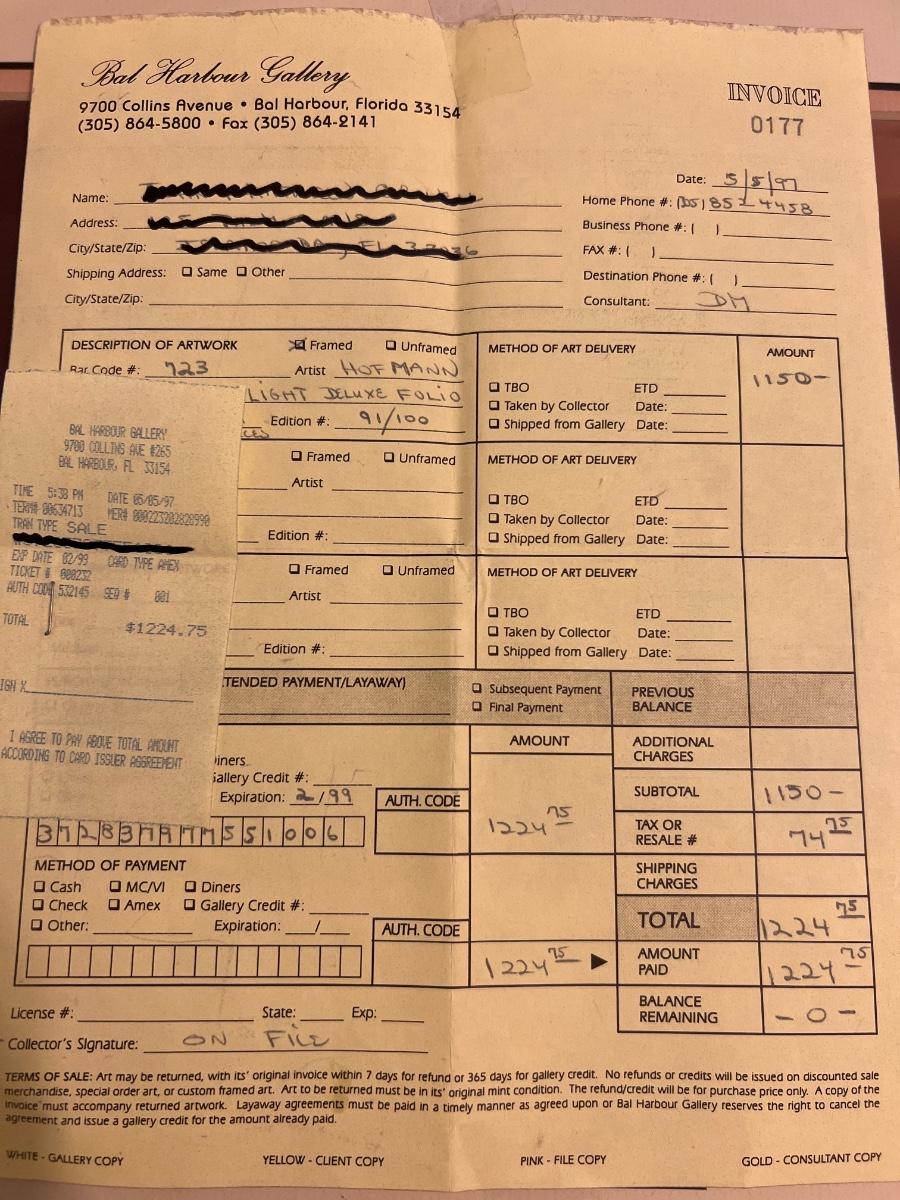 Bal Harbour Gallery
9700 Collins Avenue • Bal Harbour, Florida 33154
(305) 864-5800 • Fax (305) 864-2141
INVOICE
0177
Date: 5/5/97
Name:
Home Phone #: (305) 852-4458
Address:
Business Phone #: ( )
City/State/Zip:
FAX #: ( )
Shipping Address: ☐ Same ☐ Other
Destination Phone #: ( )
City/State/Zip:
Consultant: DM
DESCRIPTION OF ARTWORK ☒ Framed ☐ Unframed
Bar Code #: 723 Artist HOFMANN
LIGHT DELUXE FOLIO
Edition #: 91/100
METHOD OF ART DELIVERY
☐ TBO ETD
☐ Taken by Collector Date:
☐ Shipped from Gallery Date:
AMOUNT
1150-
☐ Framed ☐ Unframed
Artist
Edition #:
METHOD OF ART DELIVERY
☐ TBO ETD
☐ Taken by Collector Date:
☐ Shipped from Gallery Date:
☐ Framed ☐ Unframed
Artist
Edition #:
METHOD OF ART DELIVERY
☐ TBO ETD
☐ Taken by Collector Date:
☐ Shipped from Gallery Date:
BAL HARBOUR GALLERY
9700 COLLINS AVE #265
BAL HARBOUR, FL 33154
TIME 5:38 PM DATE 05/05/97
TERM# 00634713 MER# 000223202828990
TRAN TYPE SALE
EXP DATE 02/99 CARD TYPE AMEX
TICKET # 000232
AUTH CODE 532145 SEQ # 001
TOTAL $1224.75
IGN X
I AGREE TO PAY ABOVE TOTAL AMOUNT
ACCORDING TO CARD ISSUER AGGREEMENT
TENDED PAYMENT/LAYAWAY)
☐ Subsequent Payment
☐ Final Payment
PREVIOUS BALANCE
AMOUNT
ADDITIONAL CHARGES
Diners
Gallery Credit #:
Expiration: 2/99
AUTH. CODE
372837977551006
1224 75
SUBTOTAL 1150-
TAX OR RESALE # 74 75
METHOD OF PAYMENT
☐ Cash ☐ MC/VI ☐ Diners
☐ Check ☐ Amex ☐ Gallery Credit #:
☐ Other: Expiration: /
AUTH. CODE
1224 75 ▶
SHIPPING CHARGES
TOTAL 1224 75
AMOUNT PAID 1224 75
BALANCE REMAINING - 0 -
License #: State: Exp:
Collector's Signature: ON FILE
TERMS OF SALE: Art may be returned, with its' original invoice within 7 days for refund or 365 days for gallery credit. No refunds or credits will be issued on discounted sale
merchandise, special order art, or custom framed art. Art to be returned must be in its' original mint condition. The refund/credit will be for purchase price only. A copy of the
invoice must accompany returned artwork. Layaway agreements must be paid in a timely manner as agreed upon or Bal Harbour Gallery reserves the right to cancel the
agreement and issue a gallery credit for the amount already paid.
WHITE - GALLERY COPY YELLOW - CLIENT COPY PINK - FILE COPY GOLD - CONSULTANT COPY